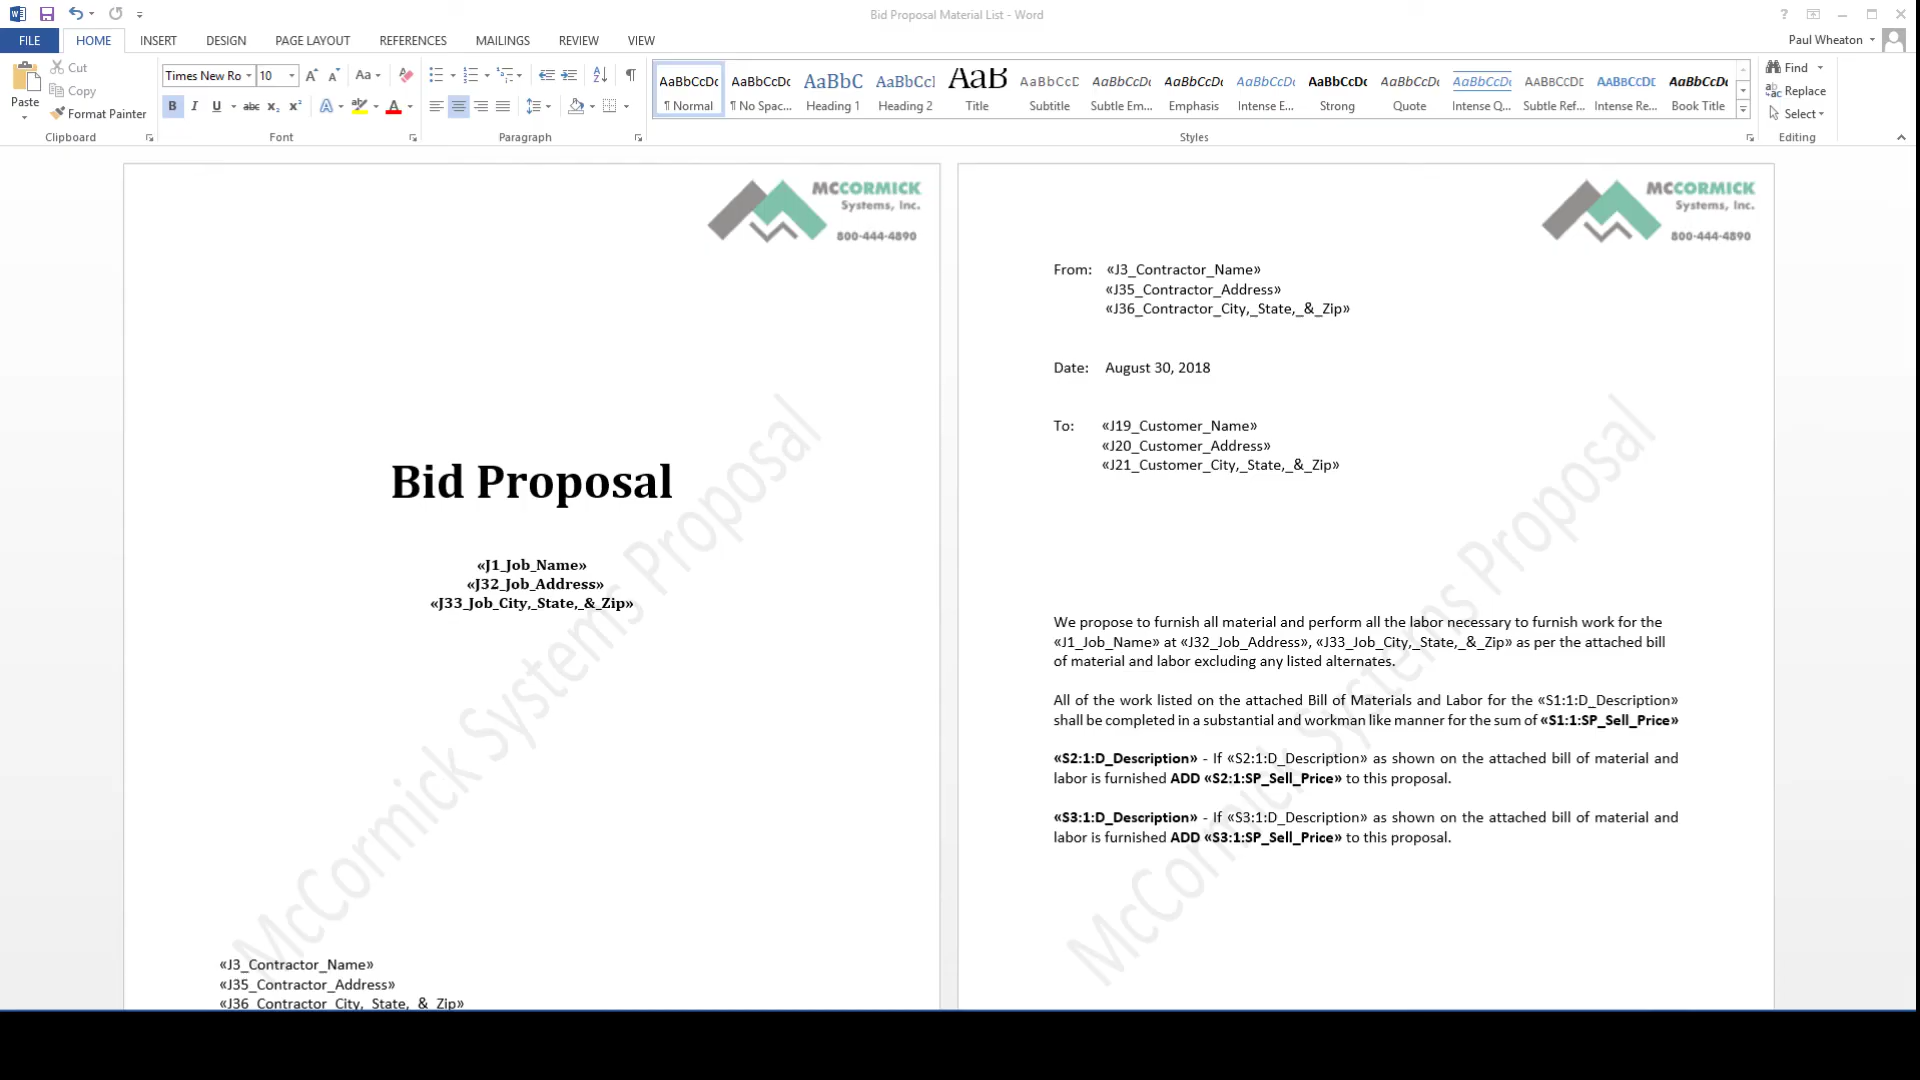 Bid Proposal Material List - Word
?
FILE HOME INSERT DESIGN PAGE LAYOUT REFERENCES MAILINGS REVIEW VIEW
Paul Wheaton
Paste
Cut
Copy
Format Painter
Clipboard
Times New Ro 10
Aa
B I U abc x₂ x² A A
Font
Paragraph
AaBbCcDc AaBbCcDc AaBbC AaBbCcI AaB AaBbCcD AaBbCcDc AaBbCcDc AaBbCcDc AaBbCcDc AaBbCcDc AaBbCcDc AaBbCcDc AaBbCcDc AaBbCcDc
¶ Normal ¶ No Spac... Heading 1 Heading 2 Title Subtitle Subtle Em... Emphasis Intense E... Strong Quote Intense Q... Subtle Ref... Intense Re... Book Title
Styles
Find
Replace
Select
Editing
MCCORMICK
Systems, Inc.
800-444-4890
Bid Proposal
«J1_Job_Name»
«J32_Job_Address»
«J33_Job_City,_State,_&_Zip»
McCormick Systems Proposal
«J3_Contractor_Name»
«J35_Contractor_Address»
«J36_Contractor_City,_State,_&_Zip»
MCCORMICK
Systems, Inc.
800-444-4890
From: «J3_Contractor_Name»
«J35_Contractor_Address»
«J36_Contractor_City,_State,_&_Zip»
Date: August 30, 2018
To: «J19_Customer_Name»
«J20_Customer_Address»
«J21_Customer_City,_State,_&_Zip»
We propose to furnish all material and perform all the labor necessary to furnish work for the
«J1_Job_Name» at «J32_Job_Address», «J33_Job_City,_State,_&_Zip» as per the attached bill
of material and labor excluding any listed alternates.
All of the work listed on the attached Bill of Materials and Labor for the «S1:1:D_Description»
shall be completed in a substantial and workman like manner for the sum of «S1:1:SP_Sell_Price»
«S2:1:D_Description» - If «S2:1:D_Description» as shown on the attached bill of material and
labor is furnished ADD «S2:1:SP_Sell_Price» to this proposal.
«S3:1:D_Description» - If «S3:1:D_Description» as shown on the attached bill of material and
labor is furnished ADD «S3:1:SP_Sell_Price» to this proposal.
McCormick Systems Proposal